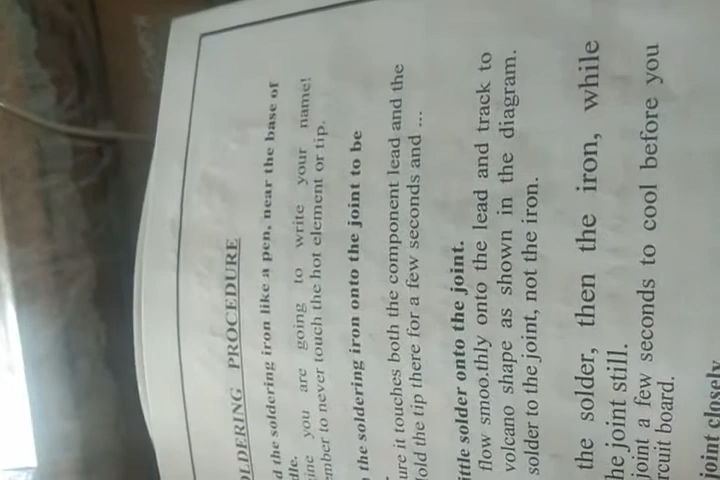 OLDERING PROCEDURE
d the soldering iron like a pen, near the base of
dle.
ine you are going to write your name!
mber to never touch the hot element or tip.
the soldering iron onto the joint to be
ure it touches both the component lead and the
old the tip there for a few seconds and ...
ittle solder onto the joint.
flow smoo.thly onto the lead and track to
volcano shape as shown in the diagram.
solder to the joint, not the iron.
the solder, then the iron, while
he joint still.
joint a few seconds to cool before you
rcuit board.
joint closely